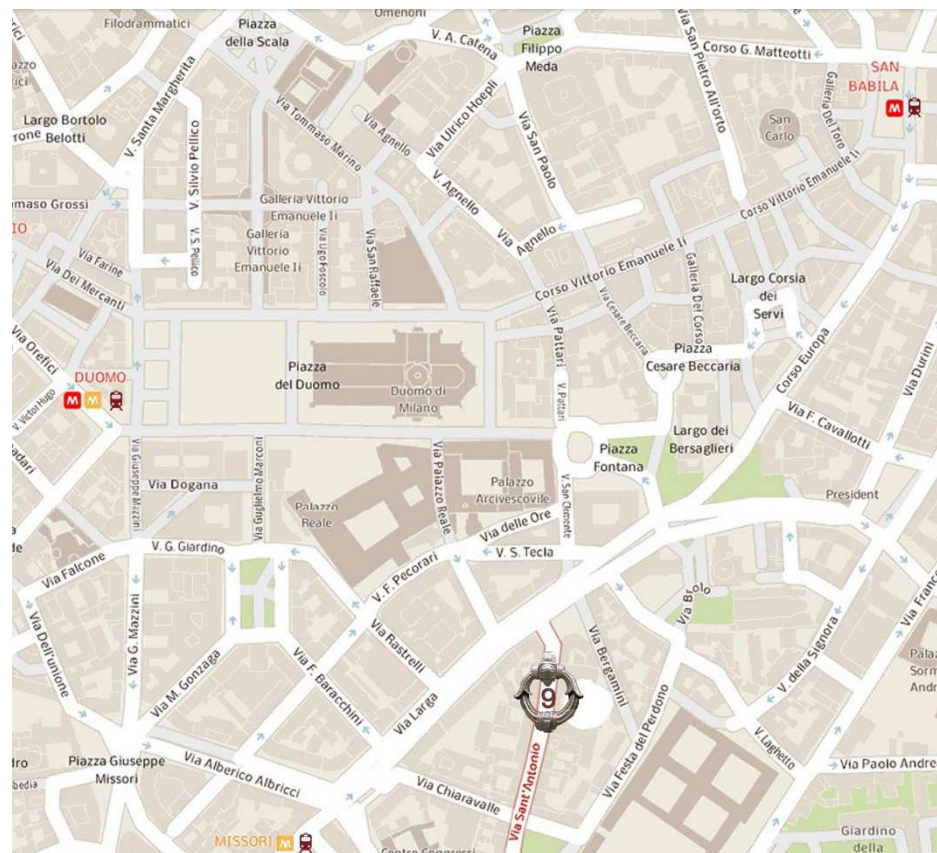 Filodrammatici
Piazza
della Scala
Omenoni
V. A. Catena
Piazza
Filippo
Meda
Via San Pietro All'orto
Corso G. Matteotti
SAN
BABILA
M
Largo Bortolo
Belotti
V. Santa Margherita
V. Silvio Pellico
V. S. Pellico
Via Tommaso Marino
Via Agnello
Via Ulrico Hoepli
Via San Paolo
San
Carlo
Galleria Del Toro
V. Agnello
Via Agnello
Corso Vittorio Emanuele Ii
Galleria Vittorio
Emanuele Ii
Galleria
Vittorio
Emanuele Ii
Via Ugo Foscolo
Via San Raffaele
maso Grossi
Via Farine
Via Dei Mercanti
Corso Vittorio Emanuele Ii
Via Cesare Beccaria
Galleria Del Corso
Largo Corsia
dei
Servi
Via Pattari
V. Pattari
Piazza
Cesare Beccaria
Corso Europa
Via Durini
Via Orefici
DUOMO
M M
V. Victor Hugo
Piazza
del Duomo
Duomo di
Milano
Largo dei
Bersaglieri
Via F. Cavallotti
Piazza
Fontana
President
Via Giuseppe Mazzini
Via Dogana
Via Guglielmo Marconi
Palazzo
Reale
Via Palazzo Reale
Palazzo
Arcivescovile
V. San Clemente
Via delle Ore
V. S. Tecla
V. F. Pecorari
V. G. Giardino
Via Falcone
Via Dell'unione
Via G. Mazzini
Via M. Gonzaga
Via F. Baracchini
Via Rastrelli
Via Larga
Via Bergamini
Via Festa del Perdono
V. della Signora
Via Franc
V. Laghetto
9
Via Sant'Antonio
Piazza Giuseppe
Missori
Via Alberico Albricci
Via Chiaravalle
Via Paolo Andre
MISSORI M
Giardino
della